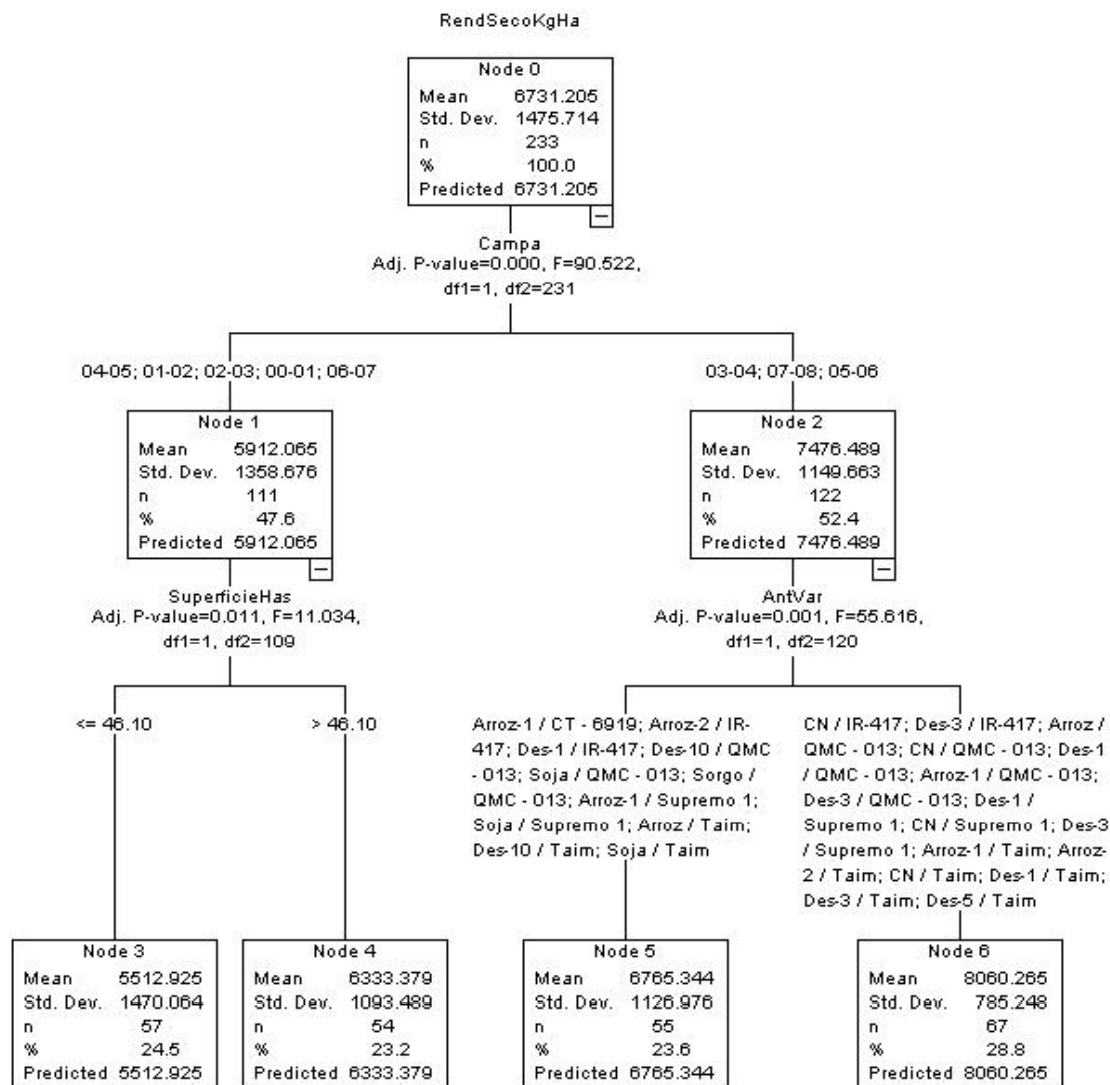 RendSecoKgHa
Node 0
Mean 6731.205
Std. Dev. 1475.714
n 233
% 100.0
Predicted 6731.205
Campa
Adj. P-value=0.000, F=90.522,
df1=1, df2=231
04-05; 01-02; 02-03; 00-01; 06-07
03-04; 07-08; 05-06
Node 1
Mean 5912.065
Std. Dev. 1358.676
n 111
% 47.6
Predicted 5912.065
Node 2
Mean 7476.489
Std. Dev. 1149.663
n 122
% 52.4
Predicted 7476.489
SuperficieHas
Adj. P-value=0.011, F=11.034,
df1=1, df2=109
AntVar
Adj. P-value=0.001, F=55.616,
df1=1, df2=120
<= 46.10
> 46.10
Arroz-1 / CT - 6919; Arroz-2 / IR-
417; Des-1 / IR-417; Des-10 / QMC
- 013; Soja / QMC - 013; Sorgo /
QMC - 013; Arroz-1 / Supremo 1;
Soja / Supremo 1; Arroz / Taim;
Des-10 / Taim; Soja / Taim
CN / IR-417; Des-3 / IR-417; Arroz /
QMC - 013; CN / QMC - 013; Des-1
/ QMC - 013; Arroz-1 / QMC - 013;
Des-3 / QMC - 013; Des-1 /
Supremo 1; CN / Supremo 1; Des-3
/ Supremo 1; Arroz-1 / Taim; Arroz-
2 / Taim; CN / Taim; Des-1 / Taim;
Des-3 / Taim; Des-5 / Taim
Node 3
Mean 5512.925
Std. Dev. 1470.064
n 57
% 24.5
Predicted 5512.925
Node 4
Mean 6333.379
Std. Dev. 1093.489
n 54
% 23.2
Predicted 6333.379
Node 5
Mean 6765.344
Std. Dev. 1126.976
n 55
% 23.6
Predicted 6765.344
Node 6
Mean 8060.265
Std. Dev. 785.248
n 67
% 28.8
Predicted 8060.265